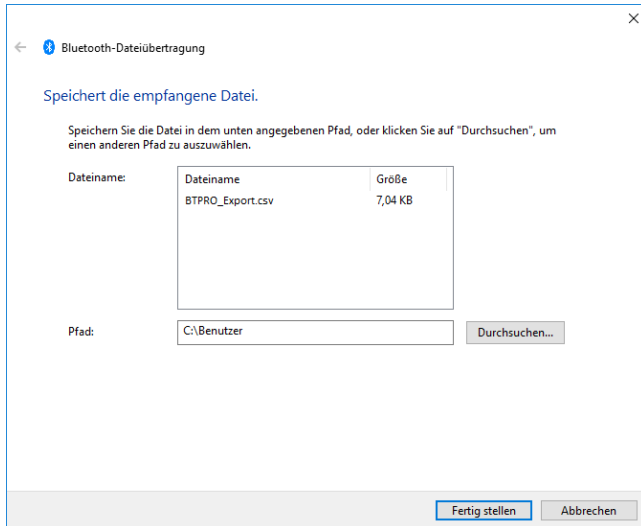 Bluetooth-Dateiübertragung
Speichert die empfangene Datei.
Speichern Sie die Datei in dem unten angegebenen Pfad, oder klicken Sie auf "Durchsuchen", um
einen anderen Pfad zu auszuwählen.
Dateiname:
Dateiname Größe
BTPRO_Export.csv 7,04 KB
Pfad: C:\Benutzer Durchsuchen...
Fertig stellen Abbrechen